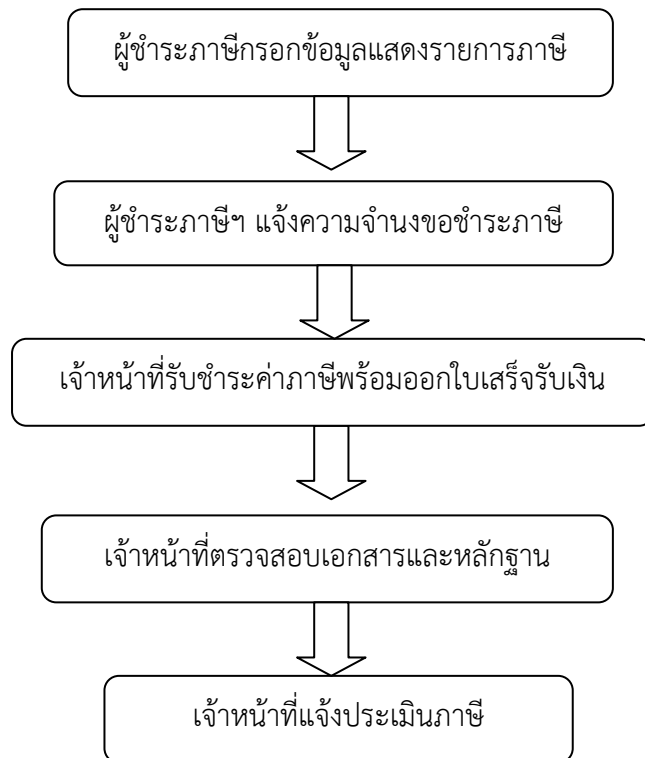 ผู้ชำระภาษีกรอกข้อมูลแสดงรายการภาษี
ผู้ชำระภาษีฯ แจ้งความจำนงขอชำระภาษี
เจ้าหน้าที่รับชำระค่าภาษีพร้อมออกใบเสร็จรับเงิน
เจ้าหน้าที่ตรวจสอบเอกสารและหลักฐาน
เจ้าหน้าที่แจ้งประเมินภาษี